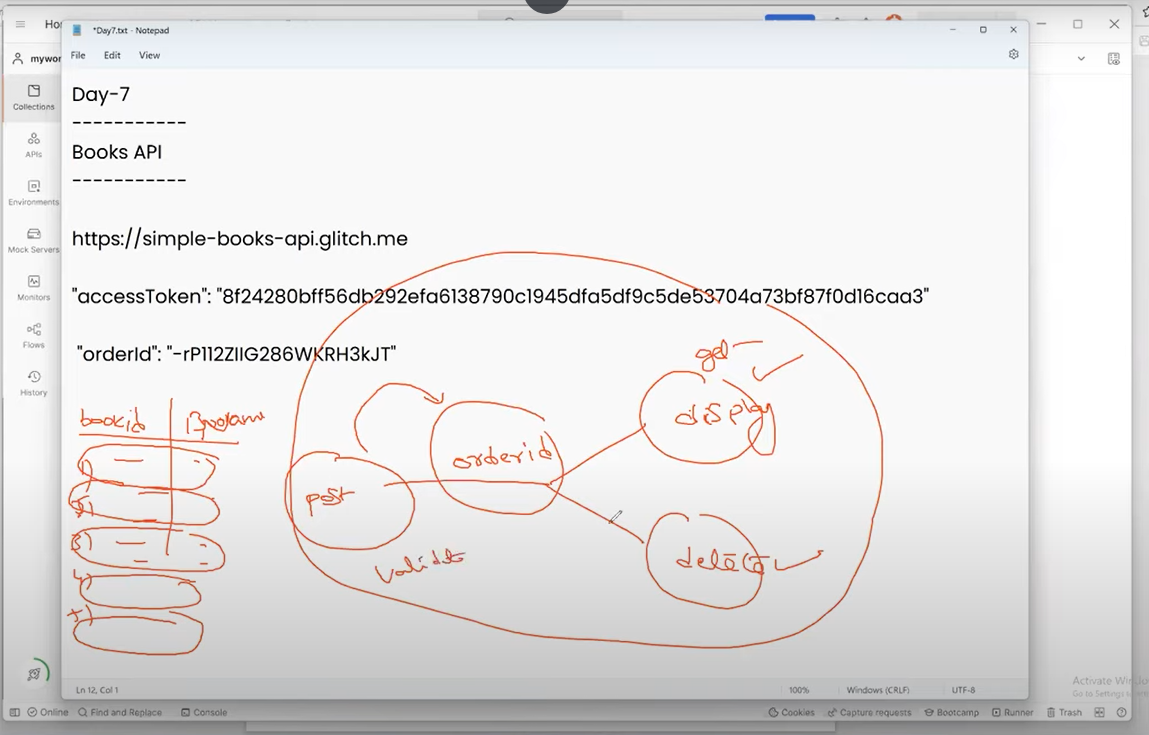 Ho
*Day7.txt - Notepad
File Edit View
mywor
Collections
APIs
Environments
Mock Servers
Monitors
Flows
History
Day-7
-----------
Books API
-----------
https://simple-books-api.glitch.me
"accessToken": "8f24280bff56db292efa6138790c1945dfa5df9c5de53704a73bf87f0d16caa3"
"orderId": "-rP112ZIIG286WKRH3kJT"
get
display
bookid
orderid
post
1)
3)
4)
5)
delete
Ln 12, Col 1 100% Windows (CRLF) UTF-8
Activate Win
Go to Settings
Online Find and Replace Console Cookies Capture requests Bootcamp Runner Trash